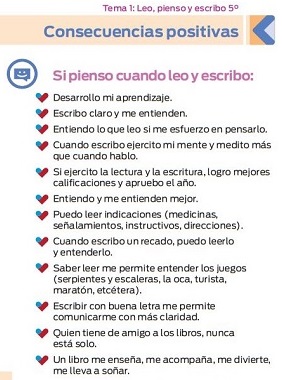 Tema 1: Leo, pienso y escribo 5º
Consecuencias positivas
Si pienso cuando leo y escribo:
Desarrollo mi aprendizaje.
Escribo claro y me entienden.
Entiendo lo que leo si me esfuerzo en pensarlo.
Cuando escribo ejercito mi mente y medito más
que cuando hablo.
Si ejercito la lectura y la escritura, logro mejores
calificaciones y apruebo el año.
Entiendo y me entienden mejor.
Puedo leer indicaciones (medicinas,
señalamientos, instructivos, direcciones).
Cuando escribo un recado, puedo leerlo
y entenderlo.
Saber leer me permite entender los juegos
(serpientes y escaleras, la oca, turista,
maratón, etcétera).
Escribir con buena letra me permite
comunicarme con más claridad.
Quien tiene de amigo a los libros, nunca
está solo.
Un libro me enseña, me acompaña, me divierte,
me lleva a soñar.